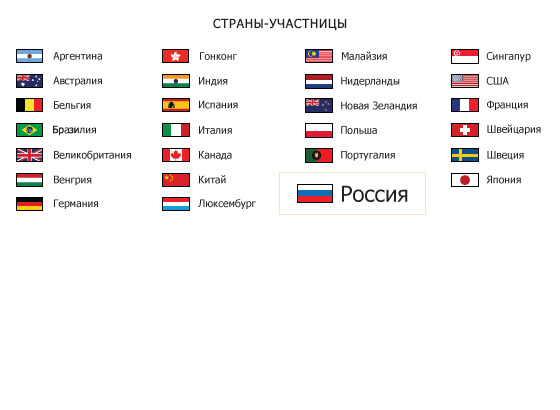 СТРАНЫ-УЧАСТНИЦЫ
Аргентина
Австралия
Бельгия
Бразилия
Великобритания
Венгрия
Германия
Гонконг
Индия
Испания
Италия
Канада
Китай
Люксембург
Малайзия
Нидерланды
Новая Зеландия
Польша
Португалия
Россия
Сингапур
США
Франция
Швейцария
Швеция
Япония